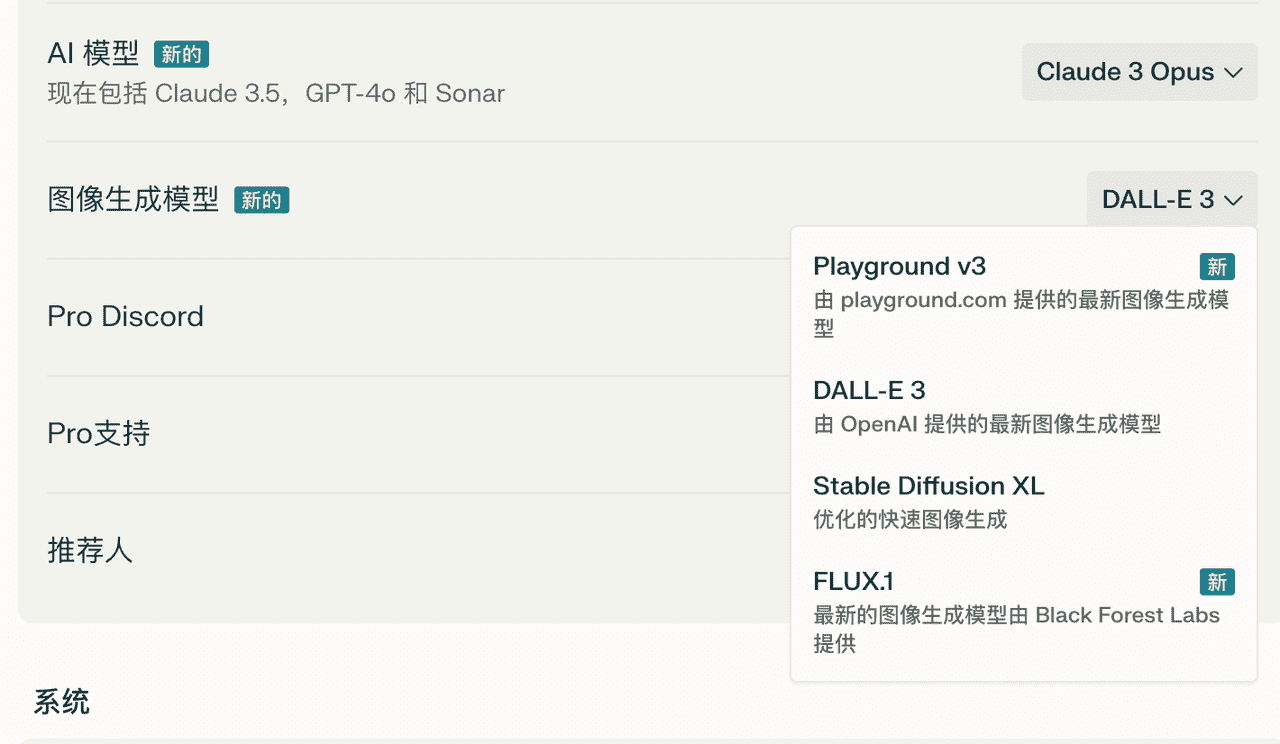 AI 模型 新的
现在包括 Claude 3.5，GPT-4o 和 Sonar
Claude 3 Opus
图像生成模型 新的
DALL-E 3
Playground v3 新
由 playground.com 提供的最新图像生成模
型
DALL-E 3
由 OpenAI 提供的最新图像生成模型
Stable Diffusion XL
优化的快速图像生成
FLUX.1 新
最新的图像生成模型由 Black Forest Labs
提供
Pro Discord
Pro支持
推荐人
系统